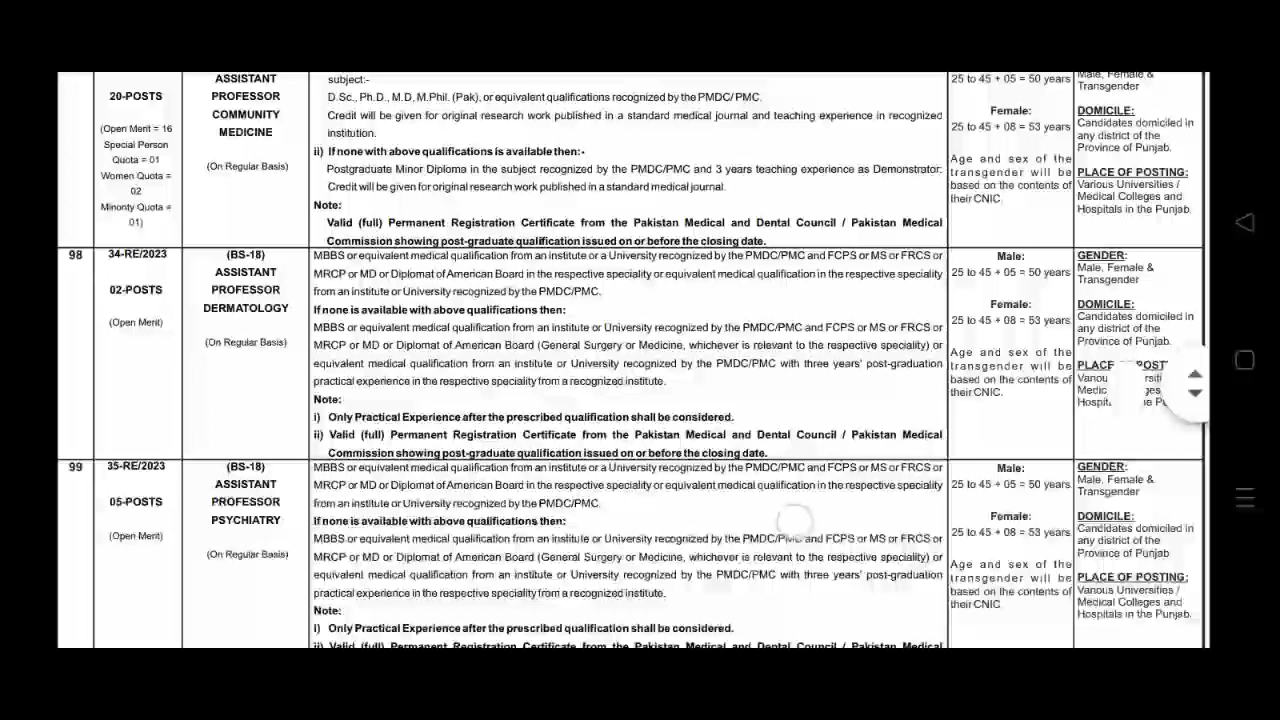 20-POSTS
(Open Merit = 16
Special Person
Quota = 01
Women Quota =
02
Minority Quota =
01)
ASSISTANT
PROFESSOR
COMMUNITY
MEDICINE
(On Regular Basis)
subject:-
D.Sc., Ph.D., M.D, M.Phil. (Pak), or equivalent qualifications recognized by the PMDC/ PMC.
Credit will be given for original research work published in a standard medical journal and teaching experience in recognized
institution.
ii) If none with above qualifications is available then:-
Postgraduate Minor Diploma in the subject recognized by the PMDC/PMC and 3 years teaching experience as Demonstrator;
Credit will be given for original research work published in a standard medical journal.
Note:
Valid (full) Permanent Registration Certificate from the Pakistan Medical and Dental Council / Pakistan Medical
Commission showing post-graduate qualification issued on or before the closing date.
25 to 45 + 05 = 50 years
Female:
25 to 45 + 08 = 53 years
Age and sex of the
transgender will be
based on the contents of
their CNIC.
Male, Female &
Transgender
DOMICILE:
Candidates domiciled in
any district of the
Province of Punjab.
PLACE OF POSTING:
Various Universities /
Medical Colleges and
Hospitals in the Punjab.
98
34-RE/2023
02-POSTS
(Open Merit)
(BS-18)
ASSISTANT
PROFESSOR
DERMATOLOGY
(On Regular Basis)
MBBS or equivalent medical qualification from an institute or a University recognized by the PMDC/PMC and FCPS or MS or FRCS or
MRCP or MD or Diplomat of American Board in the respective speciality or equivalent medical qualification in the respective speciality
from an institute or University recognized by the PMDC/PMC.
If none is available with above qualifications then:
MBBS or equivalent medical qualification from an institute or University recognized by the PMDC/PMC and FCPS or MS or FRCS or
MRCP or MD or Diplomat of American Board (General Surgery or Medicine, whichever is relevant to the respective speciality) or
equivalent medical qualification from an institute or University recognized by the PMDC/PMC with three years' post-graduation
practical experience in the respective speciality from a recognized institute.
Note:
i) Only Practical Experience after the prescribed qualification shall be considered.
ii) Valid (full) Permanent Registration Certificate from the Pakistan Medical and Dental Council / Pakistan Medical
Commission showing post-graduate qualification issued on or before the closing date.
Male:
25 to 45 + 05 = 50 years
Female:
25 to 45 + 08 = 53 years
Age and sex of the
transgender will be
based on the contents of
their CNIC.
GENDER:
Male, Female &
Transgender
DOMICILE:
Candidates domiciled in
any district of the
Province of Punjab.
PLACE
99
35-RE/2023
05-POSTS
(Open Merit)
(BS-18)
ASSISTANT
PROFESSOR
PSYCHIATRY
(On Regular Basis)
MBBS or equivalent medical qualification from an institute or a University recognized by the PMDC/PMC and FCPS or MS or FRCS or
MRCP or MD or Diplomat of American Board in the respective speciality or equivalent medical qualification in the respective speciality
from an institute or University recognized by the PMDC/PMC.
If none is available with above qualifications then:
MBBS or equivalent medical qualification from an institute or University recognized by the PMDC/PMC and FCPS or MS or FRCS or
MRCP or MD or Diplomat of American Board (General Surgery or Medicine, whichever is relevant to the respective speciality) or
equivalent medical qualification from an institute or University recognized by the PMDC/PMC with three years' post-graduation
practical experience in the respective speciality from a recognized institute.
Note:
i) Only Practical Experience after the prescribed qualification shall be considered.
ii) Valid (full) Permanent Registration Certificate from the Pakistan Medical and Dental Council / Pakistan Medical
Male:
25 to 45 + 05 = 50 years
Female:
25 to 45 + 08 = 53 years
Age and sex of the
transgender will be
based on the contents of
their CNIC.
GENDER:
Male, Female &
Transgender
DOMICILE:
Candidates domiciled in
any district of the
Province of Punjab
PLACE OF POSTING:
Various Universities /
Medical Colleges and
Hospitals in the Punjab.